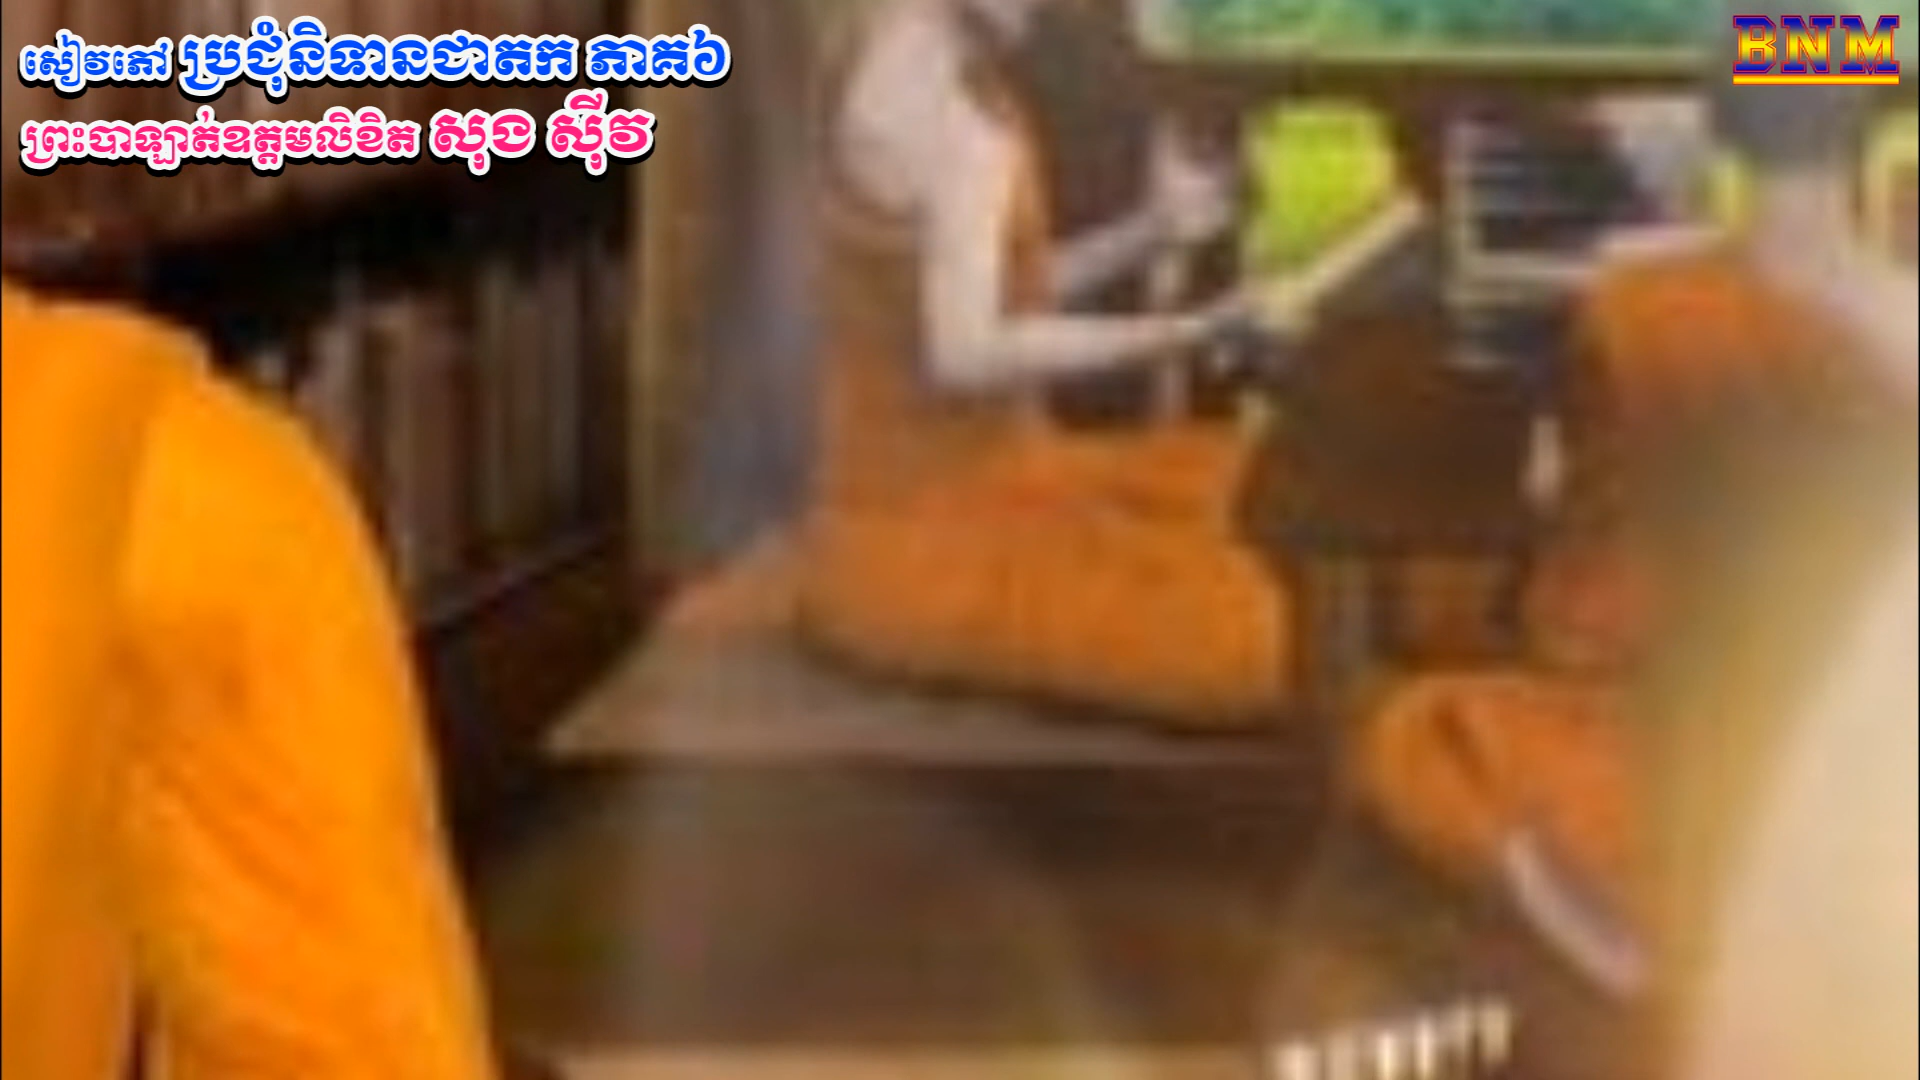 សៀវភៅ ប្រជុំនិទានជាតក ភាគ៦
BNM
ព្រះបាឡាត់ឧត្តមលិខិត សុង ស៊ីវ